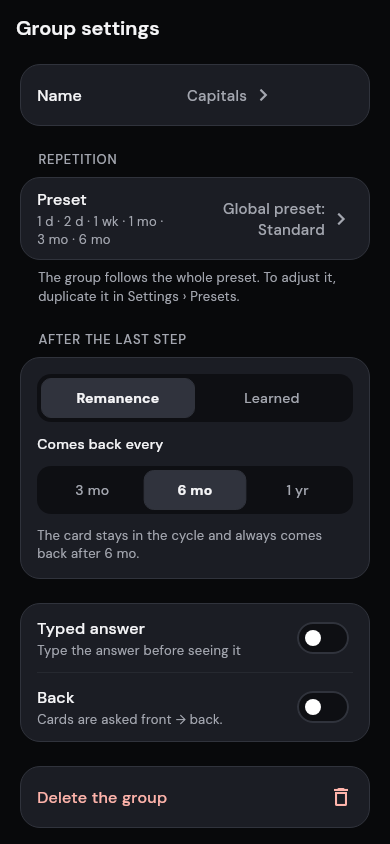 Group settings
Name
Capitals
REPETITION
Preset
1 d · 2 d · 1 wk · 1 mo ·
3 mo · 6 mo
Global preset:
Standard
The group follows the whole preset. To adjust it,
duplicate it in Settings › Presets.
AFTER THE LAST STEP
Remanence
Learned
Comes back every
3 mo
6 mo
1 yr
The card stays in the cycle and always comes
back after 6 mo.
Typed answer
Type the answer before seeing it
Back
Cards are asked front → back.
Delete the group